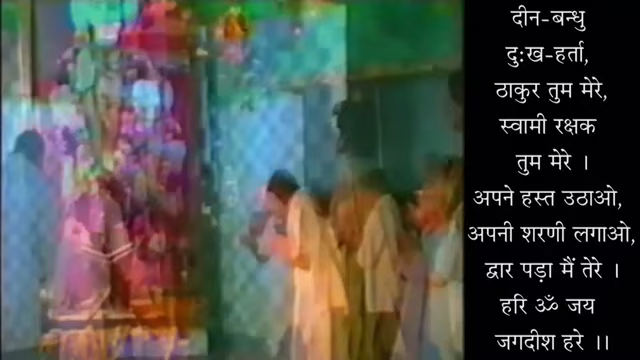 दीन-बन्धु
दुःख-हर्ता,
ठाकुर तुम मेरे,
स्वामी रक्षक
तुम मेरे ।
अपने हस्त उठाओ,
अपनी शरणी लगाओ,
द्वार पड़ा मैं तेरे ।
हरि ॐ जय
जगदीश हरे ।।